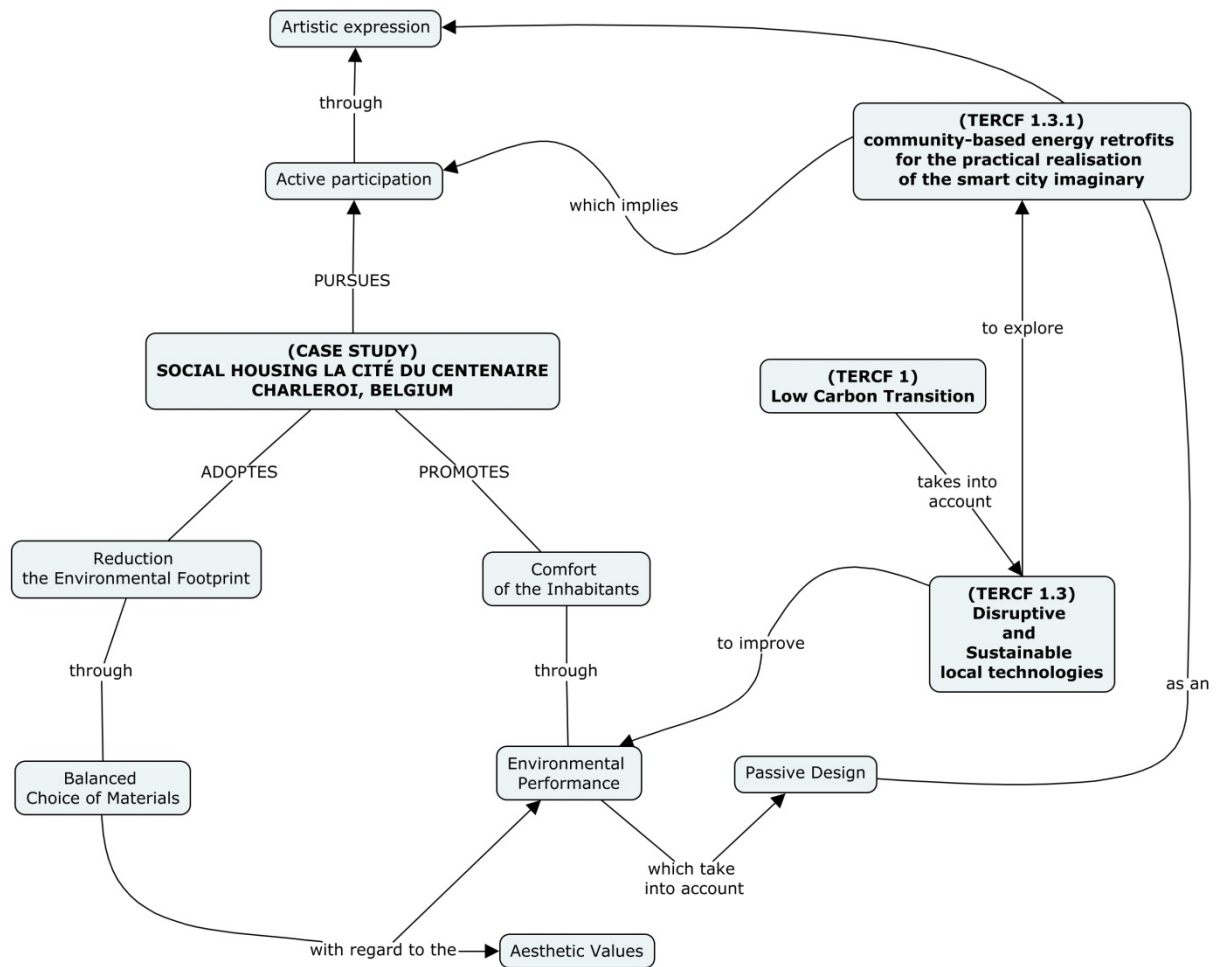 Artistic expression
through
(TERCF 1.3.1)
community-based energy retrofits
for the practical realisation
of the smart city imaginary
Active participation
which implies
PURSUES
to explore
(CASE STUDY)
SOCIAL HOUSING LA CITÉ DU CENTENAIRE
CHARLEROI, BELGIUM
(TERCF 1)
Low Carbon Transition
ADOPTES
PROMOTES
takes into
account
Reduction
the Environmental Footprint
Comfort
of the Inhabitants
(TERCF 1.3)
Disruptive
and
Sustainable
local technologies
to improve
through
through
as an
Environmental
Performance
Passive Design
Balanced
Choice of Materials
which take
into account
with regard to the
Aesthetic Values